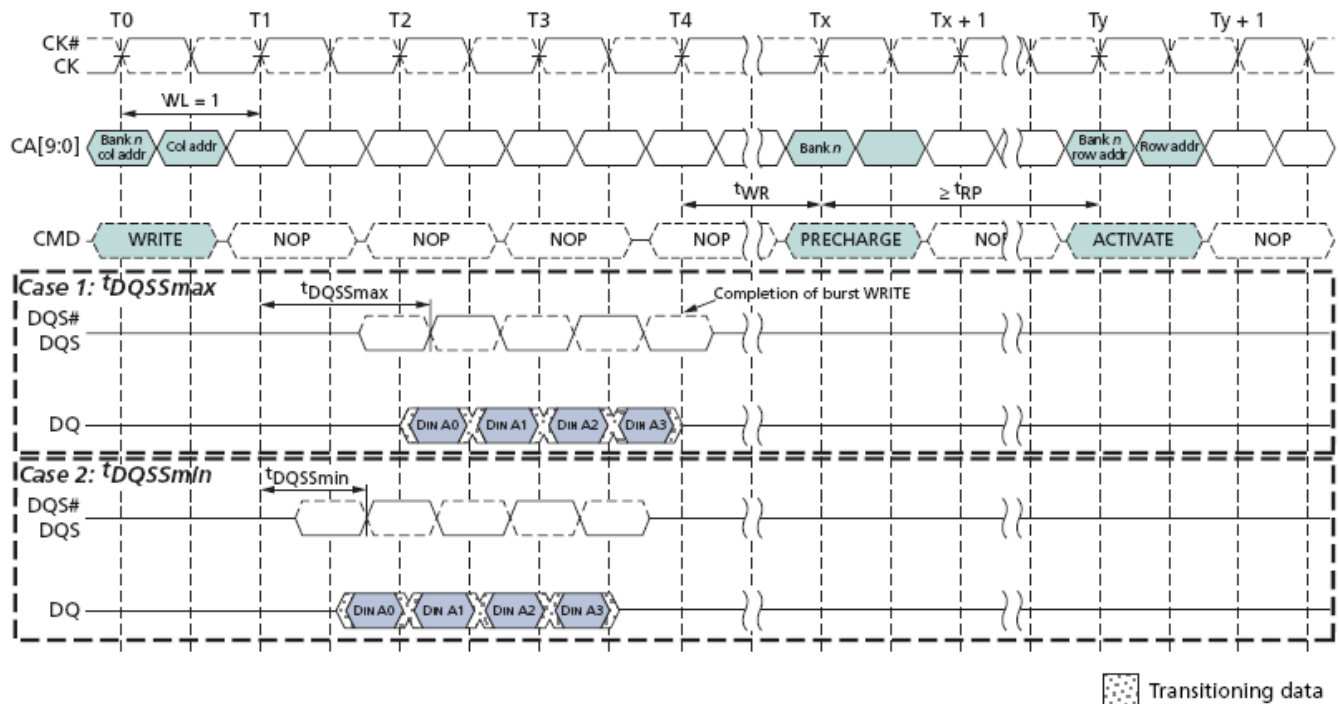 T0 T1 T2 T3 T4 Tx Tx + 1 Ty Ty + 1
CK#
CK
WL = 1
CA[9:0] Bank n col addr Col addr Bank n Bank n row addr Row addr
tWR ≥ tRP
CMD WRITE NOP NOP NOP NOP PRECHARGE NOP ACTIVATE NOP
Case 1: tDQSSmax
tDQSSmax
Completion of burst WRITE
DQS#
DQS
DQ DIN A0 DIN A1 DIN A2 DIN A3
Case 2: tDQSSmin
tDQSSmin
DQS#
DQS
DQ DIN A0 DIN A1 DIN A2 DIN A3
Transitioning data